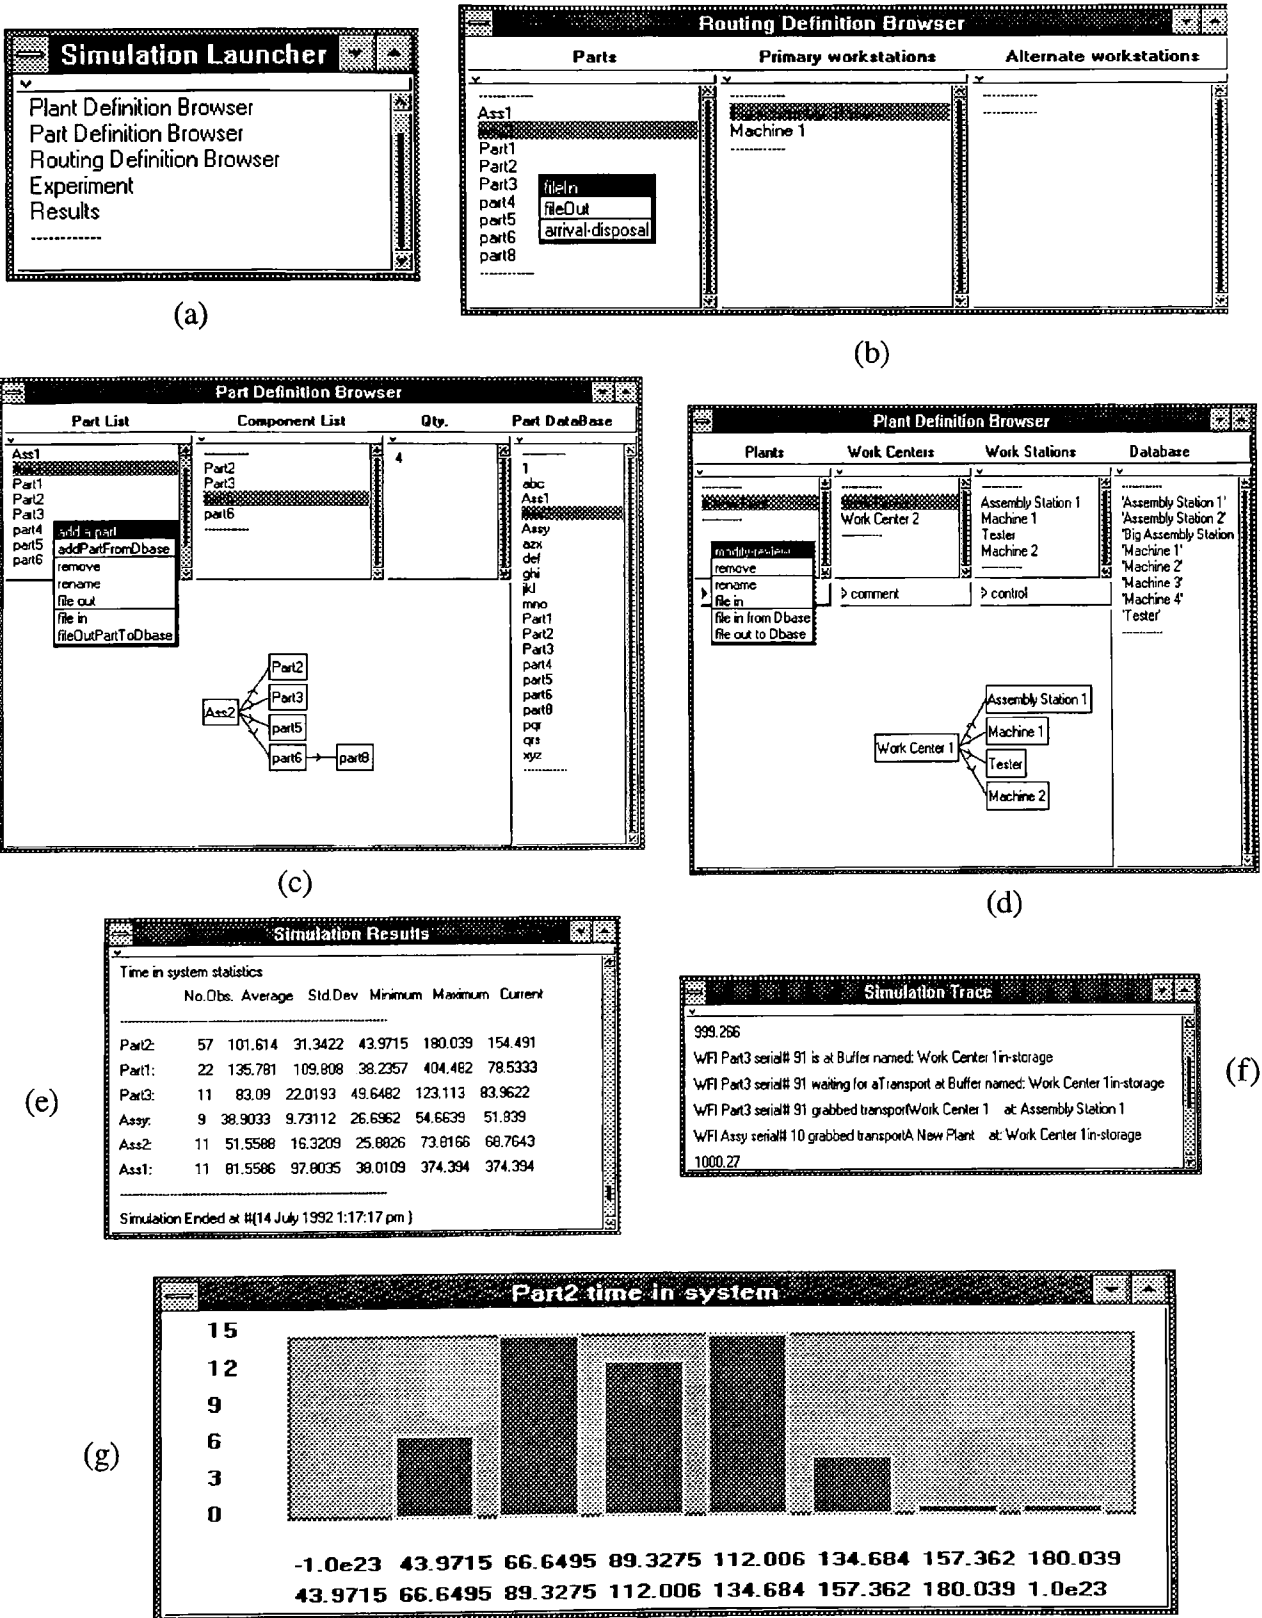 Simulation Launcher
Plant Definition Browser
Part Definition Browser
Routing Definition Browser
Experiment
Results
(a)
Routing Definition Browser
Parts Primary workstations Alternate workstations
Ass1
Machine 1
Part1
Part2
Part3
part4
part5
part6
part8
fileIn
fileOut
arrival-disposal
(b)
Part Definition Browser
Part List Component List Qty. Part DataBase
Ass1
Part1
Part2
Part3
part4
part5
part6
add a part
addPartFromDbase
remove
rename
file out
file in
fileOutPartToDbase
Part2
Part3
part6
4
1
abc
Ass1
Assy
azx
def
ghi
jkl
mno
Part1
Part2
Part3
part4
part5
part6
part8
pqr
qrs
xyz
Ass2
Part2
Part3
part5
part6
part8
(c)
Plant Definition Browser
Plants Work Centers Work Stations Database
Work Center 2
Assembly Station 1
Machine 1
Tester
Machine 2
'Assembly Station 1'
'Assembly Station 2'
'Big Assembly Station
'Machine 1'
'Machine 2'
'Machine 3'
'Machine 4'
'Tester'
modify-review
remove
rename
file in
file in from Dbase
file out to Dbase
comment
control
Work Center 1
Assembly Station 1
Machine 1
Tester
Machine 2
(d)
Simulation Results
Time in system statistics
No.Obs. Average Std.Dev Minimum Maximum Current
Part2: 57 101.614 31.3422 43.9715 180.039 154.491
Part1: 22 135.781 109.808 38.2357 404.482 78.5333
Part3: 11 83.09 22.0193 49.6482 123.113 83.9622
Assy: 9 38.9033 9.73112 26.6962 54.6639 51.839
Ass2: 11 51.5588 16.3209 25.8826 73.8166 68.7643
Ass1: 11 81.5586 97.8035 38.0109 374.394 374.394
Simulation Ended at #(14 July 1992 1:17:17 pm )
(e)
Simulation Trace
999.266
WFI Part3 serial# 91 is at Buffer named: Work Center 1in-storage
WFI Part3 serial# 91 waiting for aTransport at Buffer named: Work Center 1in-storage
WFI Part3 serial# 91 grabbed transportWork Center 1 at: Assembly Station 1
WFI Assy serial# 10 grabbed transportA New Plant at: Work Center 1in-storage
1000.27
(f)
Part2 time in system
15
12
9
6
3
0
-1.0e23 43.9715 66.6495 89.3275 112.006 134.684 157.362 180.039
43.9715 66.6495 89.3275 112.006 134.684 157.362 180.039 1.0e23
(g)